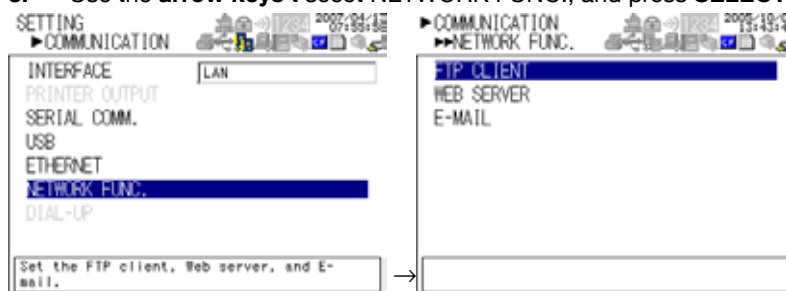 Use the arrow keys t select NETWORK FUNC., and press SELECT
SETTING
►COMMUNICATION
INTERFACE LAN
PRINTER OUTPUT
SERIAL COMM.
USB
ETHERNET
NETWORK FUNC.
DIAL-UP
Set the FTP client, Web server, and E-
mail.
→
►COMMUNICATION
►►NETWORK FUNC.
FTP CLIENT
WEB SERVER
E-MAIL